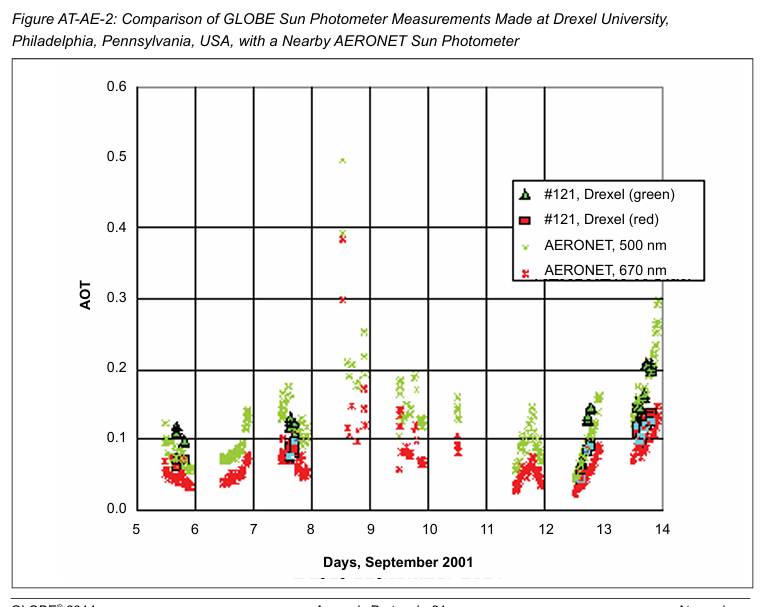 Figure AT-AE-2: Comparison of GLOBE Sun Photometer Measurements Made at Drexel University,
Philadelphia, Pennsylvania, USA, with a Nearby AERONET Sun Photometer
0.6
0.5
0.4
0.3
0.2
0.1
0.0
AOT
#121, Drexel (green)
#121, Drexel (red)
AERONET, 500 nm
AERONET, 670 nm
5 6 7 8 9 10 11 12 13 14
Days, September 2001